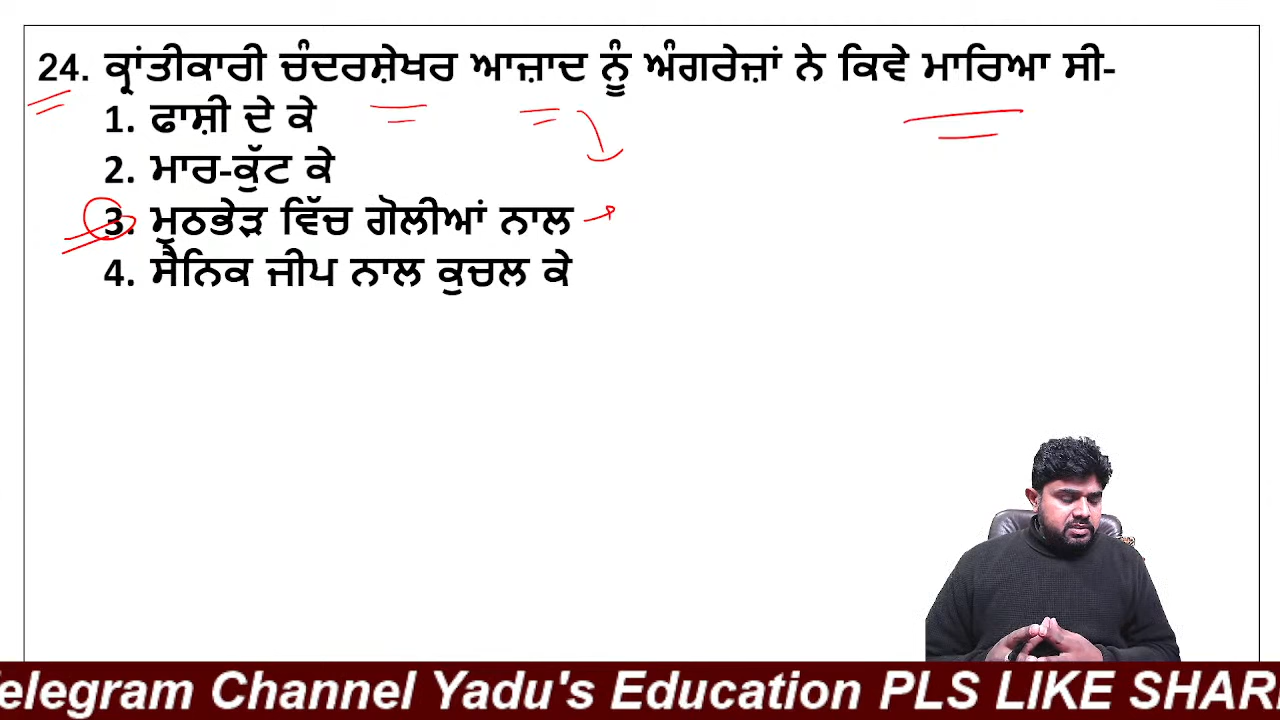 24. ਕ੍ਰਾਂਤੀਕਾਰੀ ਚੰਦਰਸ਼ੇਖਰ ਆਜ਼ਾਦ ਨੂੰ ਅੰਗਰੇਜ਼ਾਂ ਨੇ ਕਿਵੇ ਮਾਰਿਆ ਸੀ-
1. ਫਾਸ਼ੀ ਦੇ ਕੇ
2. ਮਾਰ-ਕੁੱਟ ਕੇ
3. ਮੁਠਭੇੜ ਵਿੱਚ ਗੋਲੀਆਂ ਨਾਲ
4. ਸੈਨਿਕ ਜੀਪ ਨਾਲ ਕੁਚਲ ਕੇ
elegram Channel Yadu's Education PLS LIKE SHAR